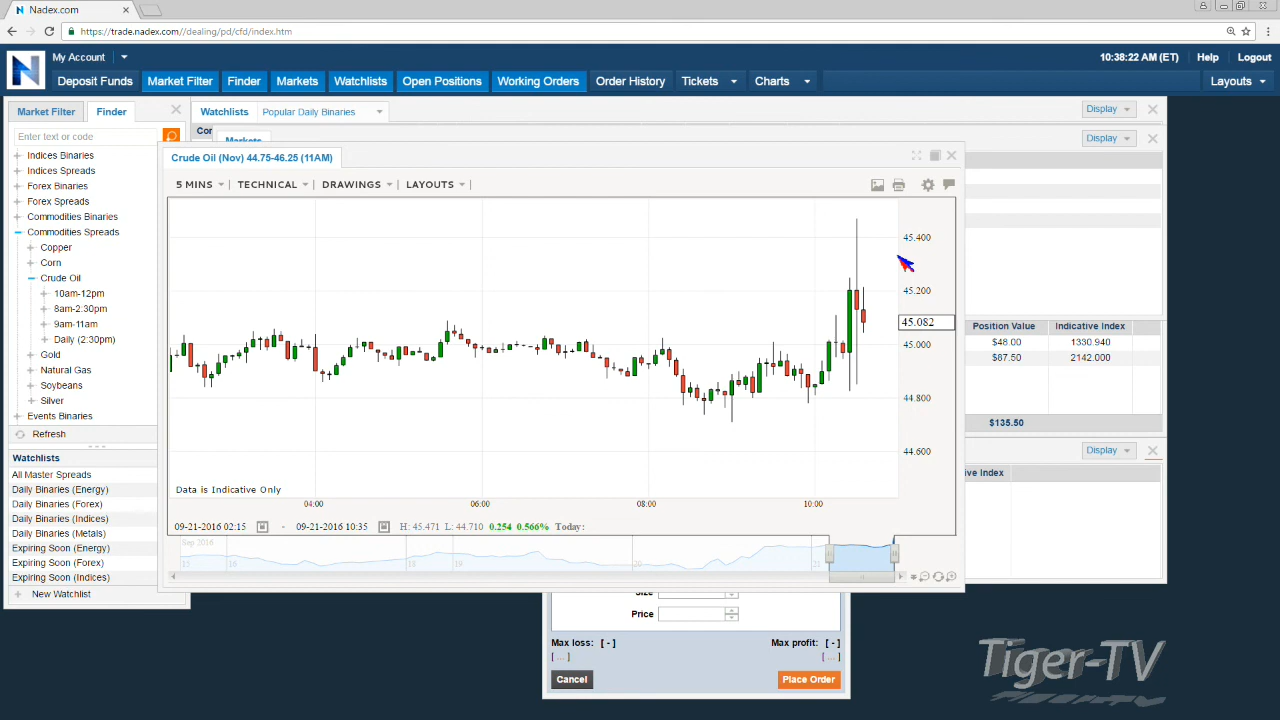 Nadex.com
https://trade.nadex.com//dealing/pd/cfd/index.htm
N
My Account
10:38:22 AM (ET)
Help
Logout
Deposit Funds
Market Filter
Finder
Markets
Watchlists
Open Positions
Working Orders
Order History
Tickets
Charts
Layouts
Market Filter
Finder
Watchlists
Popular Daily Binaries
Display
Enter text or code
Display
Indices Binaries
Indices Spreads
Forex Binaries
Forex Spreads
Commodities Binaries
Commodities Spreads
Copper
Corn
Crude Oil
10am-12pm
8am-2.30pm
9am-11am
Daily (2:30pm)
Gold
Natural Gas
Soybeans
Silver
Events Binaries
Refresh
Watchlists
All Master Spreads
Daily Binaries (Energy)
Daily Binaries (Forex)
Daily Binaries (Indices)
Daily Binaries (Metals)
Expiring Soon (Energy)
Expiring Soon (Forex)
Expiring Soon (Indices)
New Watchlist
Crude Oil (Nov) 44.75-46.25 (11AM)
5 MINS
TECHNICAL
DRAWINGS
LAYOUTS
45.400
45.200
45.082
45.000
44.800
44.600
Data is Indicative Only
04:00
06:00
08:00
10:00
09-21-2016 02:15 - 09-21-2016 10:35 H: 45.471 L: 44.710 0.254 0.566% Today:
Sep 2016
15
16
18
19
20
21
Position Value
Indicative Index
$48.00
1330.940
$87.50
2142.000
$135.50
Display
Index
Price
Max loss: [ - ]
Max profit: [ - ]
[ ... ]
[ ... ]
Cancel
Place Order
Tiger-TV